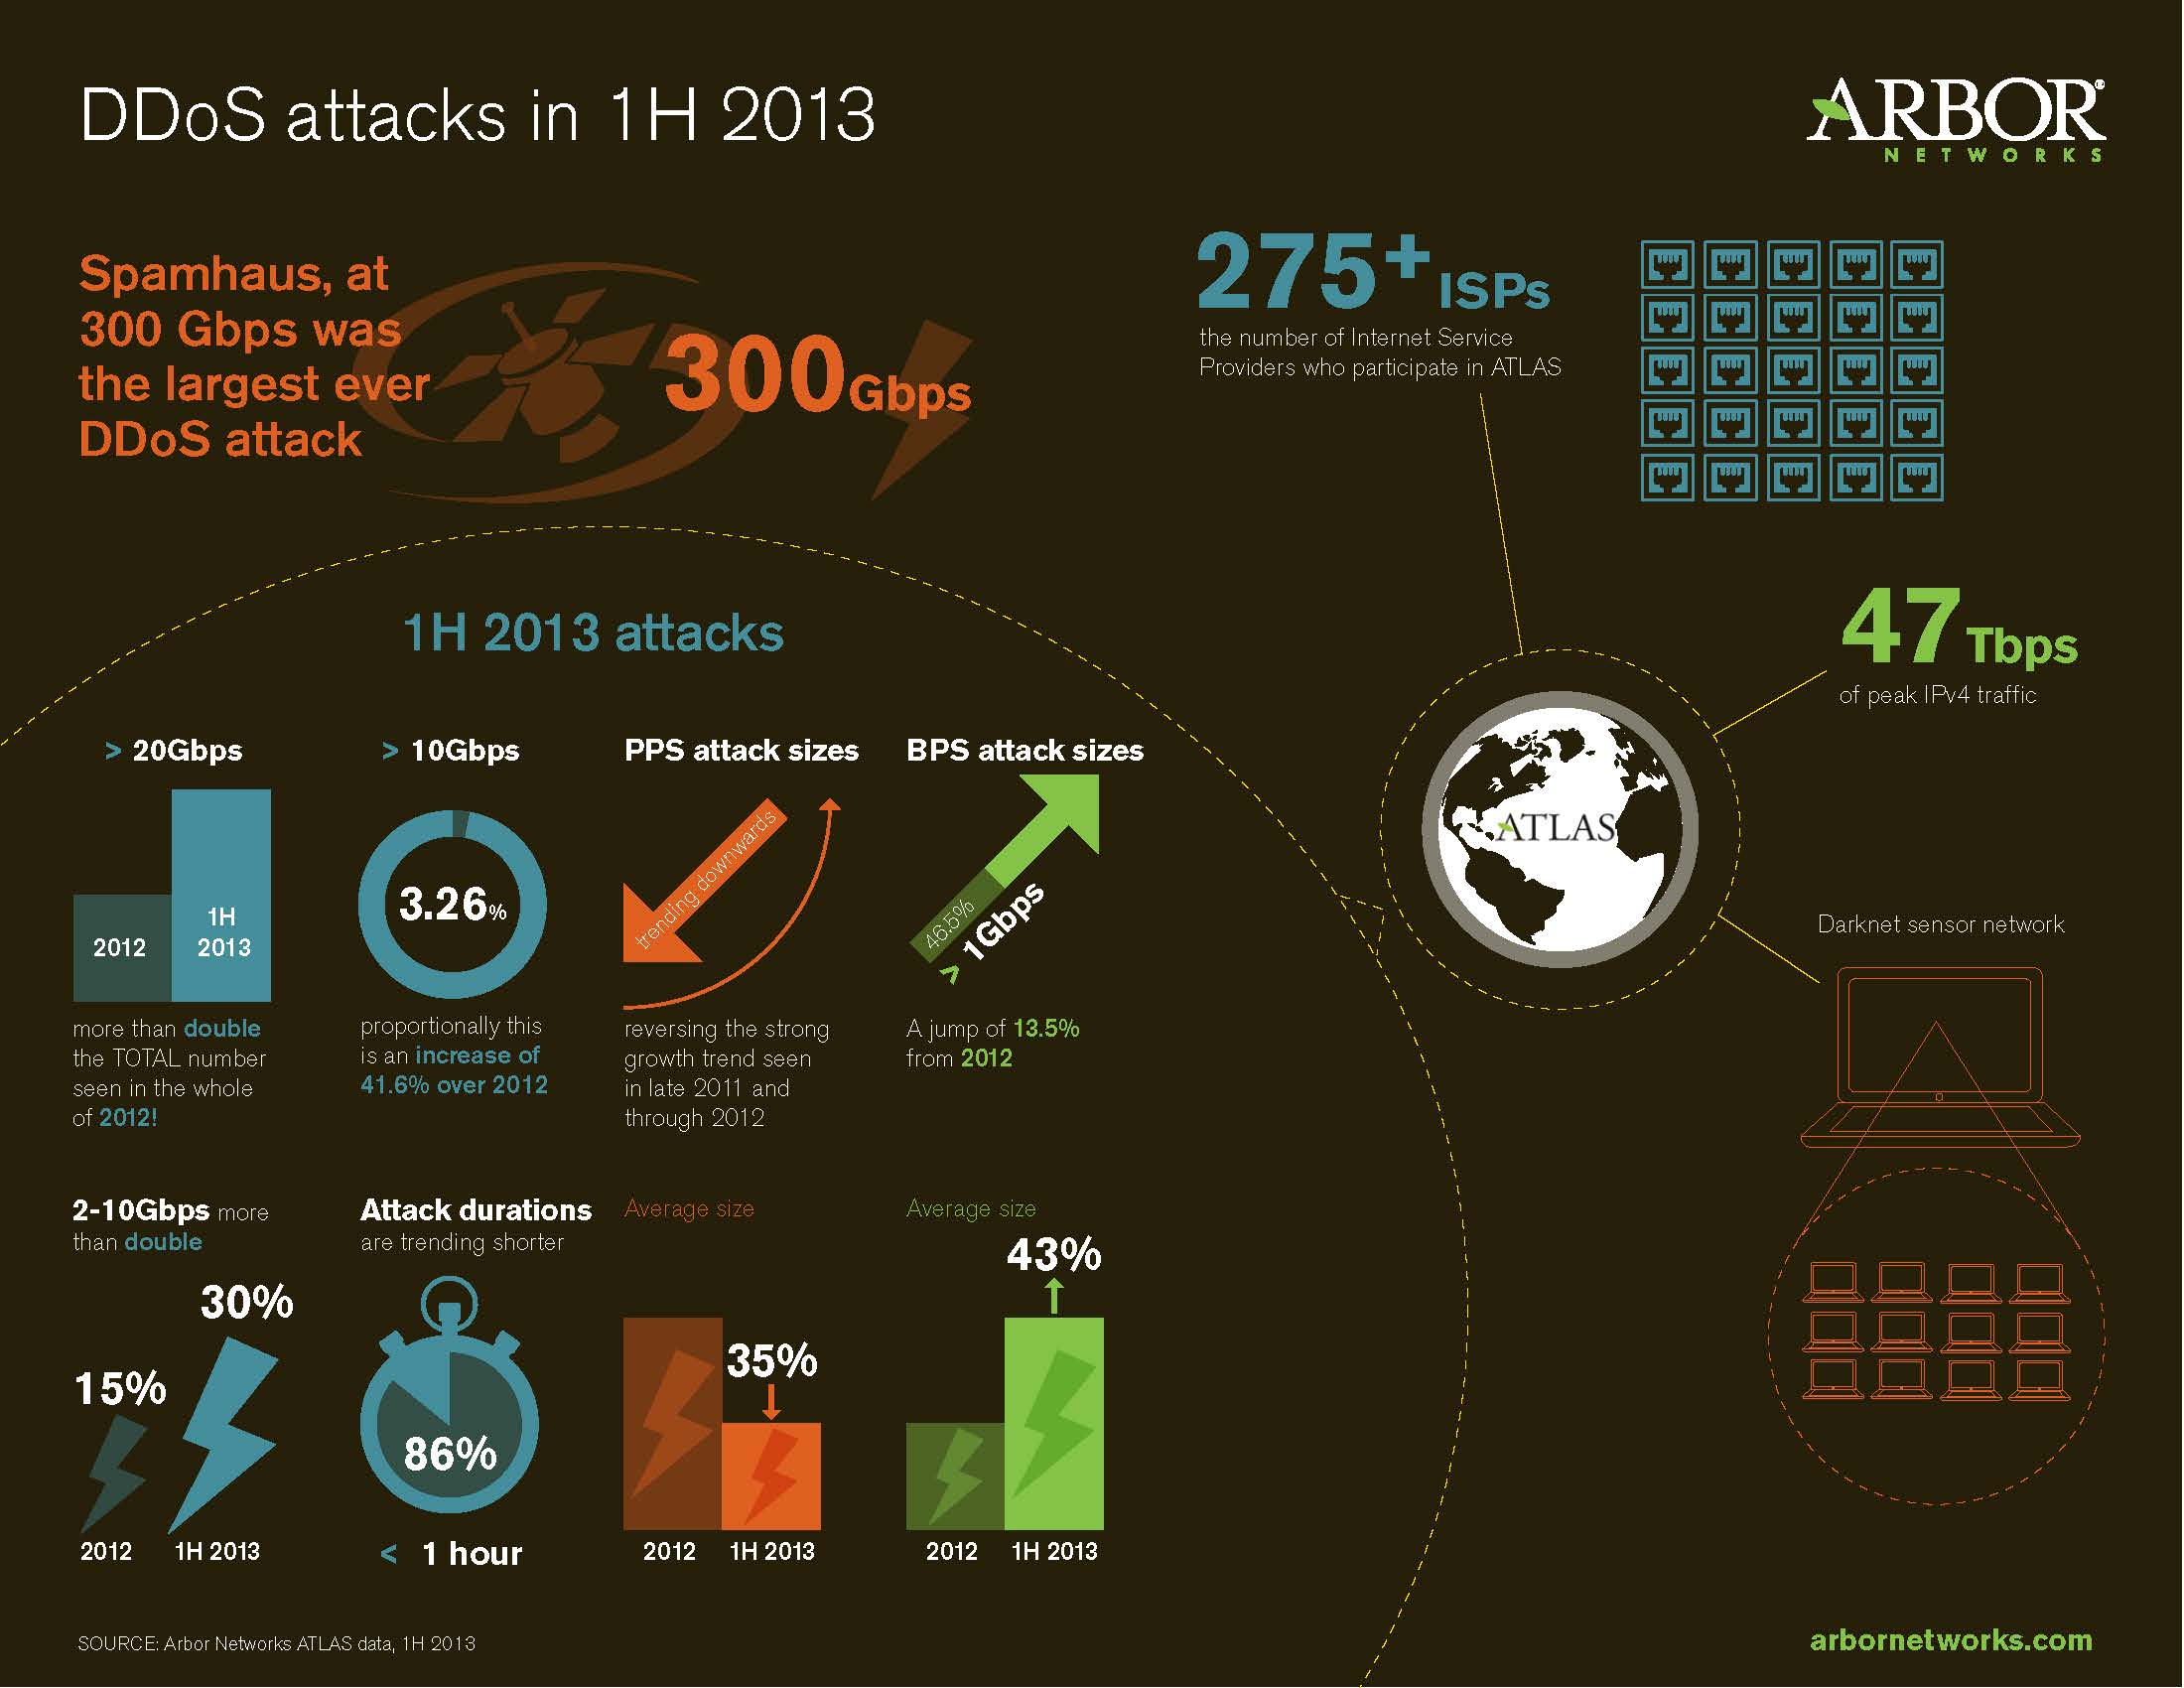 DDoS attacks in 1H 2013
ARBOR®
NETWORKS
Spamhaus, at
300 Gbps was
the largest ever
DDoS attack
300Gbps
275+ ISPs
the number of Internet Service
Providers who participate in ATLAS
47 Tbps
of peak IPv4 traffic
ATLAS
Darknet sensor network
1H 2013 attacks
> 20Gbps
2012
1H
2013
more than double
the TOTAL number
seen in the whole
of 2012!
> 10Gbps
3.26%
proportionally this
is an increase of
41.6% over 2012
PPS attack sizes
trending downwards
reversing the strong
growth trend seen
in late 2011 and
through 2012
BPS attack sizes
46.5%
> 1Gbps
A jump of 13.5%
from 2012
2-10Gbps more
than double
15%
30%
2012
1H 2013
Attack durations
are trending shorter
86%
< 1 hour
Average size
35%
2012
1H 2013
Average size
43%
2012
1H 2013
SOURCE: Arbor Networks ATLAS data, 1H 2013
arbornetworks.com